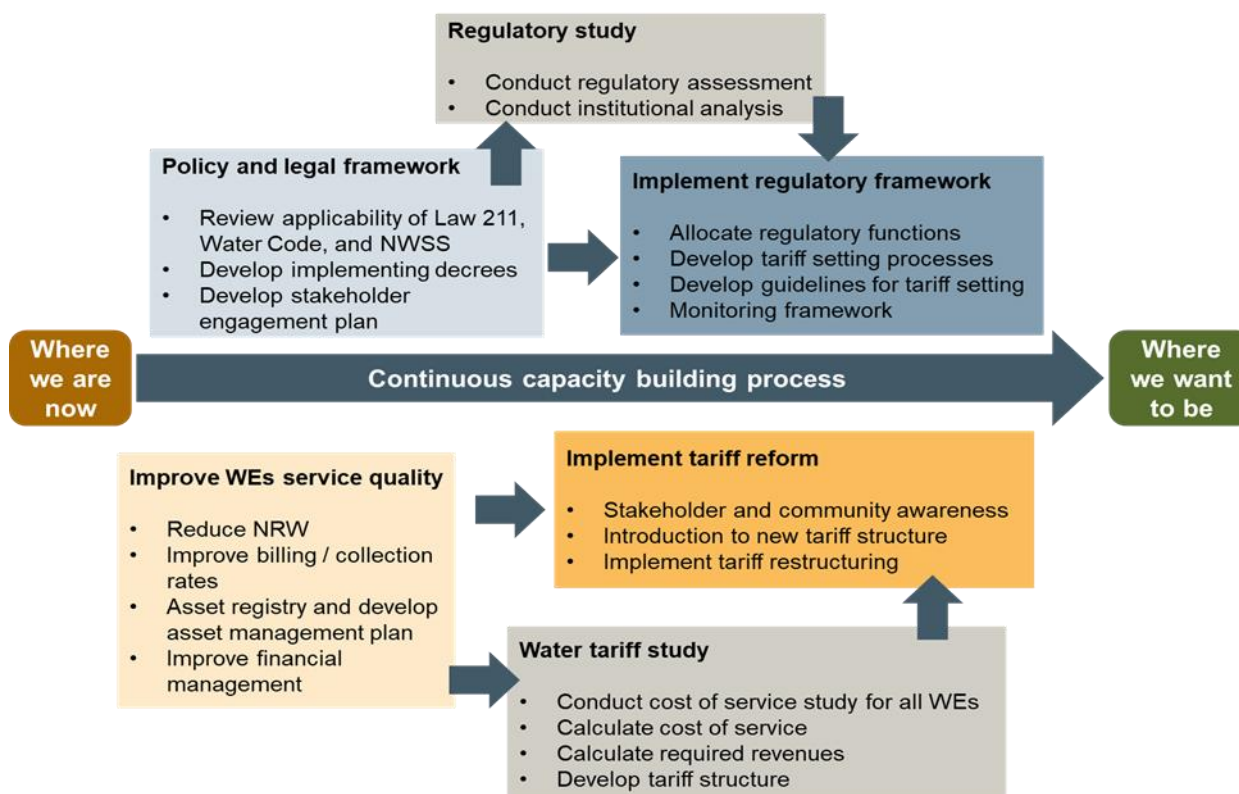 Regulatory study
• Conduct regulatory assessment
• Conduct institutional analysis
Policy and legal framework
• Review applicability of Law 211,
Water Code, and NWSS
• Develop implementing decrees
• Develop stakeholder
engagement plan
Implement regulatory framework
• Allocate regulatory functions
• Develop tariff setting processes
• Develop guidelines for tariff setting
• Monitoring framework
Where
we are
now
Continuous capacity building process
Where
we want
to be
Improve WEs service quality
• Reduce NRW
• Improve billing / collection
rates
• Asset registry and develop
asset management plan
• Improve financial
management
Implement tariff reform
• Stakeholder and community awareness
• Introduction to new tariff structure
• Implement tariff restructuring
Water tariff study
• Conduct cost of service study for all WEs
• Calculate cost of service
• Calculate required revenues
• Develop tariff structure